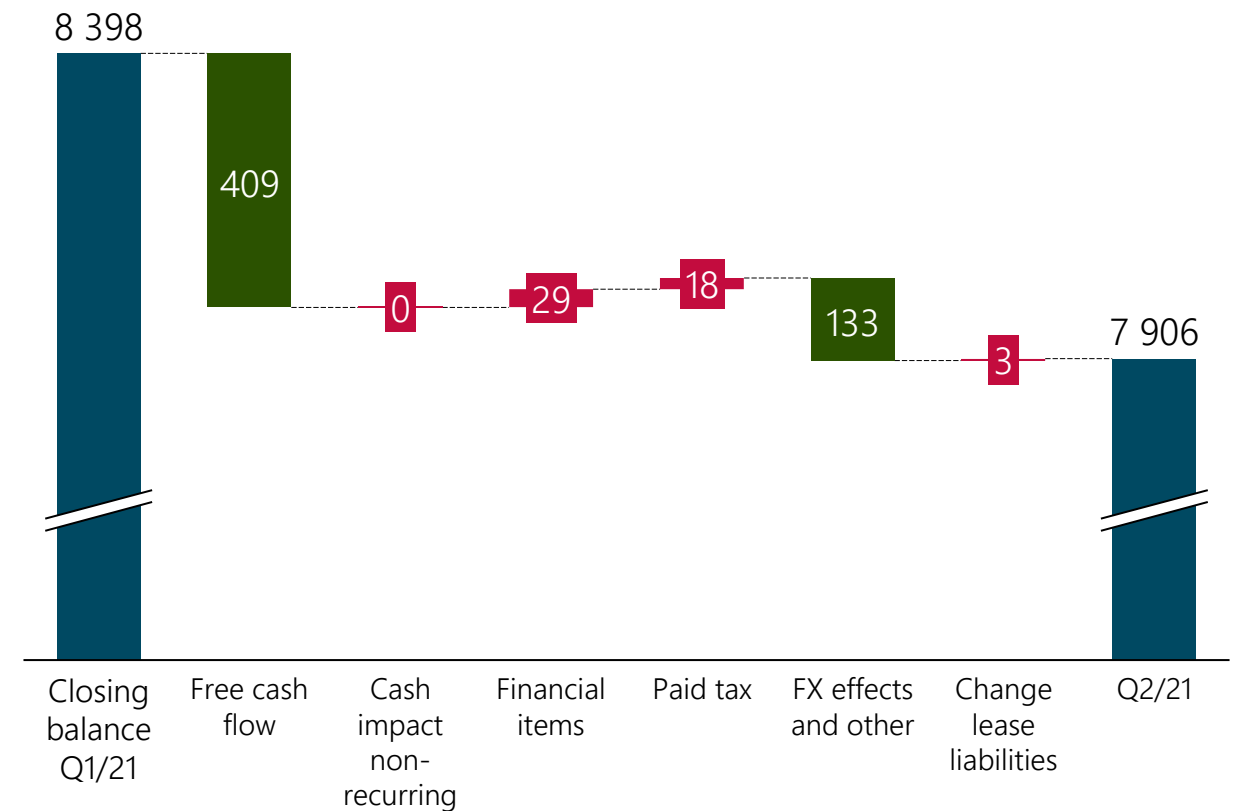 8 398
409
0
29
18
133
3
7 906
Closing
balance
Q1/21
Free cash
flow
Cash
impact
non-
recurring
Financial
items
Paid tax
FX effects
and other
Change
lease
liabilities
Q2/21